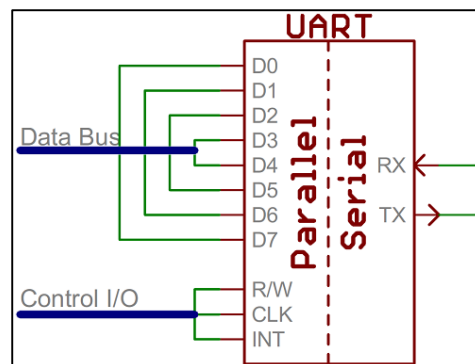 UART
D0
D1
D2
Data Bus
D3
D4
D5
D6
D7
Parallel
Serial
RX
TX
Control I/O
R/W
CLK
INT